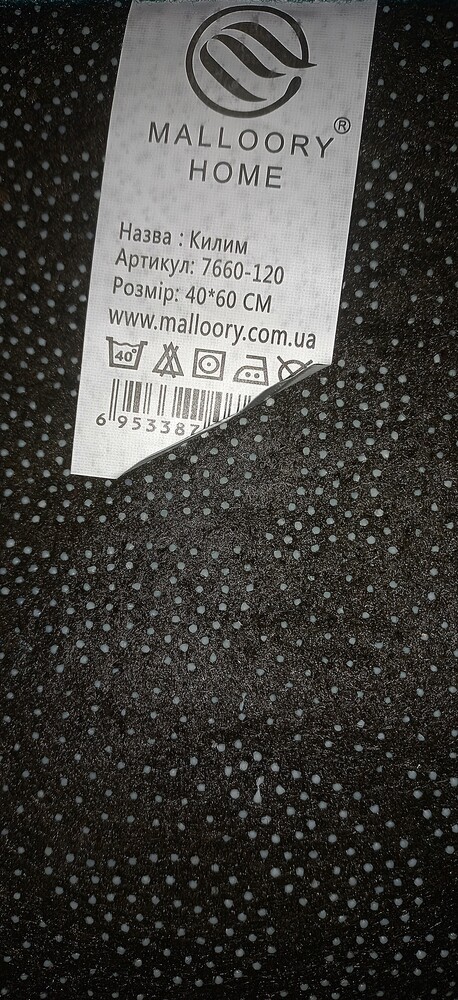 MALLOORY®
HOME
Назва : Килим
Артикул: 7660-120
Розмір: 40*60 СМ
www.malloory.com.ua
40°
6 953387